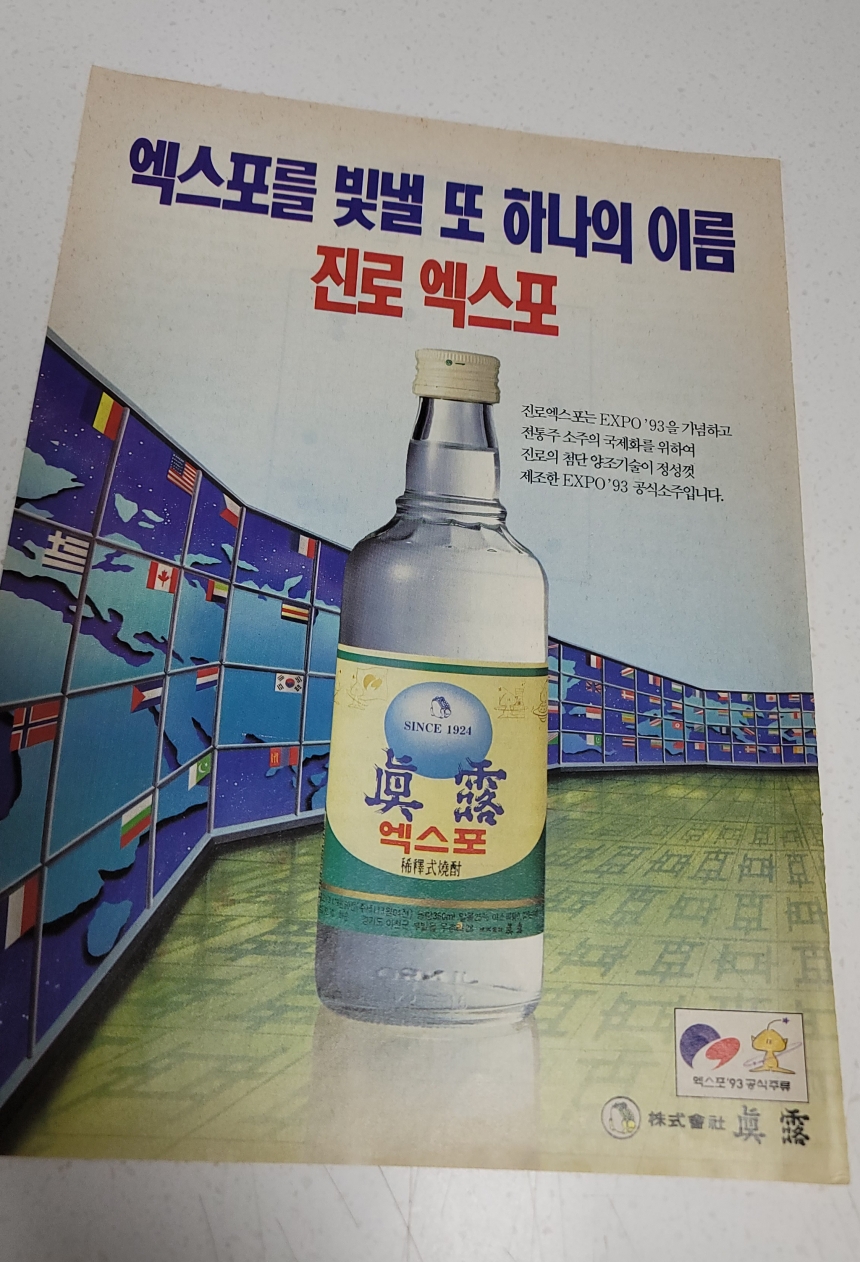 엑스포를 빛낼 또 하나의 이름
진로 엑스포
진로엑스포는 EXPO '93을 기념하고
전통주 소주의 국제화를 위하여
진로의 첨단 양조기술이 정성껏
제조한 EXPO '93 공식소주입니다.
SINCE 1924
眞露
엑스포
稀釋式燒酎
엑스포'93 공식주류
株式會社 眞露